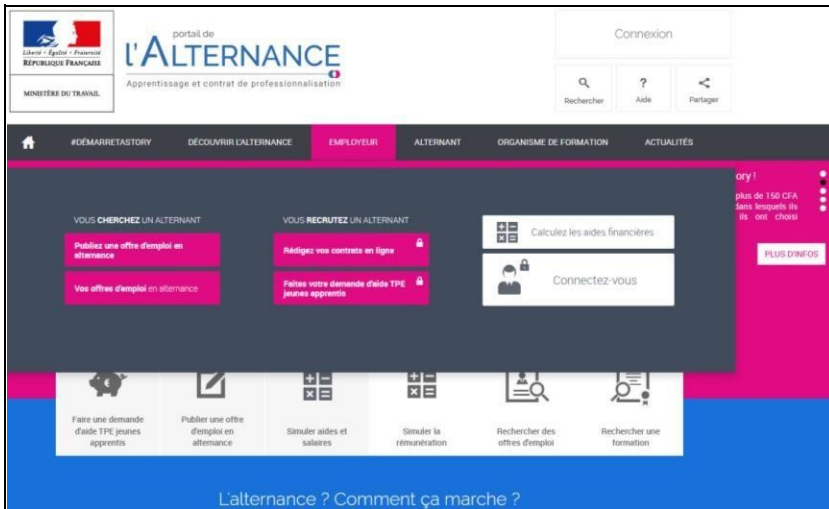 Liberté • Égalité • Fraternité
RÉPUBLIQUE FRANÇAISE
MINISTÈRE DU TRAVAIL
portail de
l'ALTERNANCE
Apprentissage et contrat de professionnalisation
Connexion
Rechercher
?
Aide
Partager
#DÉMARRETASTORY
DÉCOUVRIR L'ALTERNANCE
EMPLOYEUR
ALTERNANT
ORGANISME DE FORMATION
ACTUALITÉS
ory !
plus de 150 CFA
dans lesquels ils
ils ont choisi
PLUS D'INFOS
VOUS CHERCHEZ UN ALTERNANT
Publiez une offre d'emploi en
alternance
Vos offres d'emploi en alternance
VOUS RECRUTEZ UN ALTERNANT
Rédigez vos contrats en ligne
Faites votre demande d'aide TPE
jeunes apprentis
Calculez les aides financières
Connectez-vous
Faire une demande
d'aide TPE jeunes
apprentis
Publier une offre
d'emploi en
alternance
Simuler aides et
salaires
Simuler la
rémunération
Rechercher des
offres d'emploi
Rechercher une
formation
L'alternance ? Comment ça marche ?